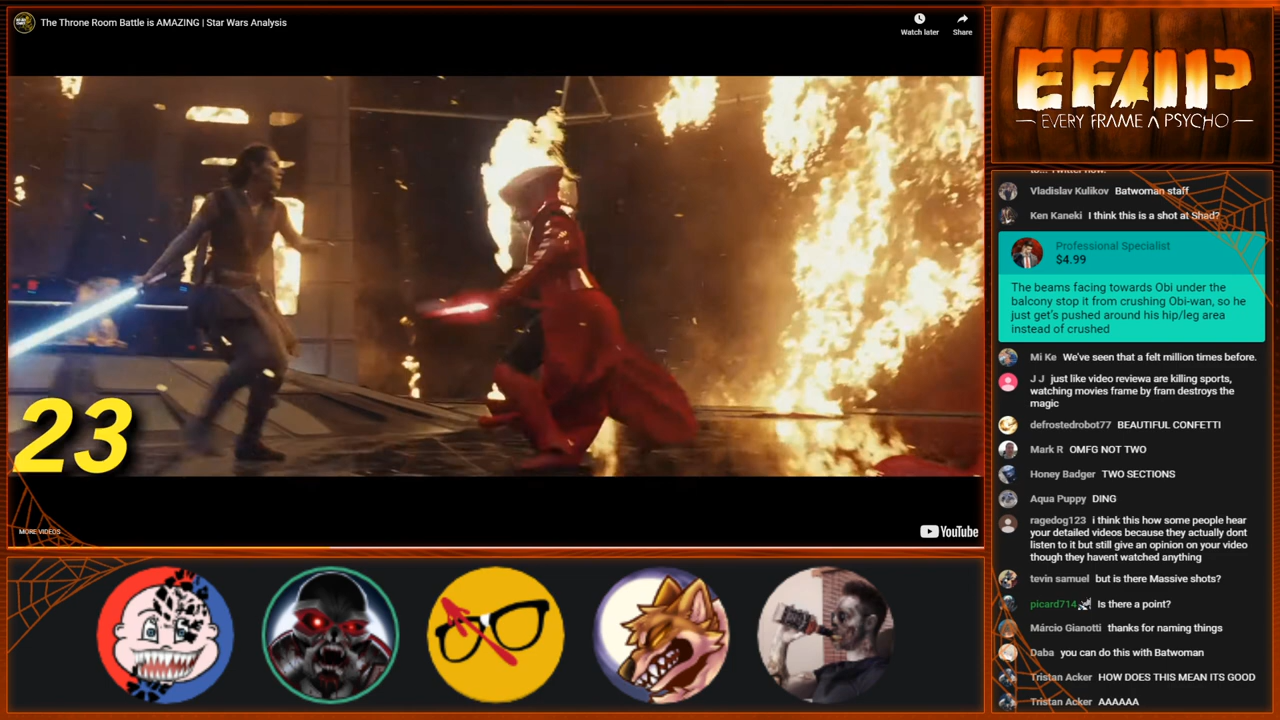 The Throne Room Battle is AMAZING | Star Wars Analysis
Watch later
Share
23
MORE VIDEOS
YouTube
EFAP
EVERY FRAME A PSYCHO
Vladislav Kulikov Batwoman staff
Ken Kaneki I think this is a shot at Shad?
Professional Specialist
$4.99
The beams facing towards Obi under the
balcony stop it from crushing Obi-wan, so he
just get's pushed around his hip/leg area
instead of crushed
Mi Ke We've seen that a felt million times before.
J J just like video reviewa are killing sports,
watching movies frame by fram destroys the
magic
defrostedrobot77 BEAUTIFUL CONFETTI
Mark R OMFG NOT TWO
Honey Badger TWO SECTIONS
Aqua Puppy DING
ragedog123 i think this how some people hear
your detailed videos because they actually dont
listen to it but still give an opinion on your video
though they havent watched anything
tevin samuel but is there Massive shots?
picard714 Is there a point?
Márcio Gianotti thanks for naming things
Daba you can do this with Batwoman
Tristan Acker HOW DOES THIS MEAN ITS GOOD
Tristan Acker AAAAAA